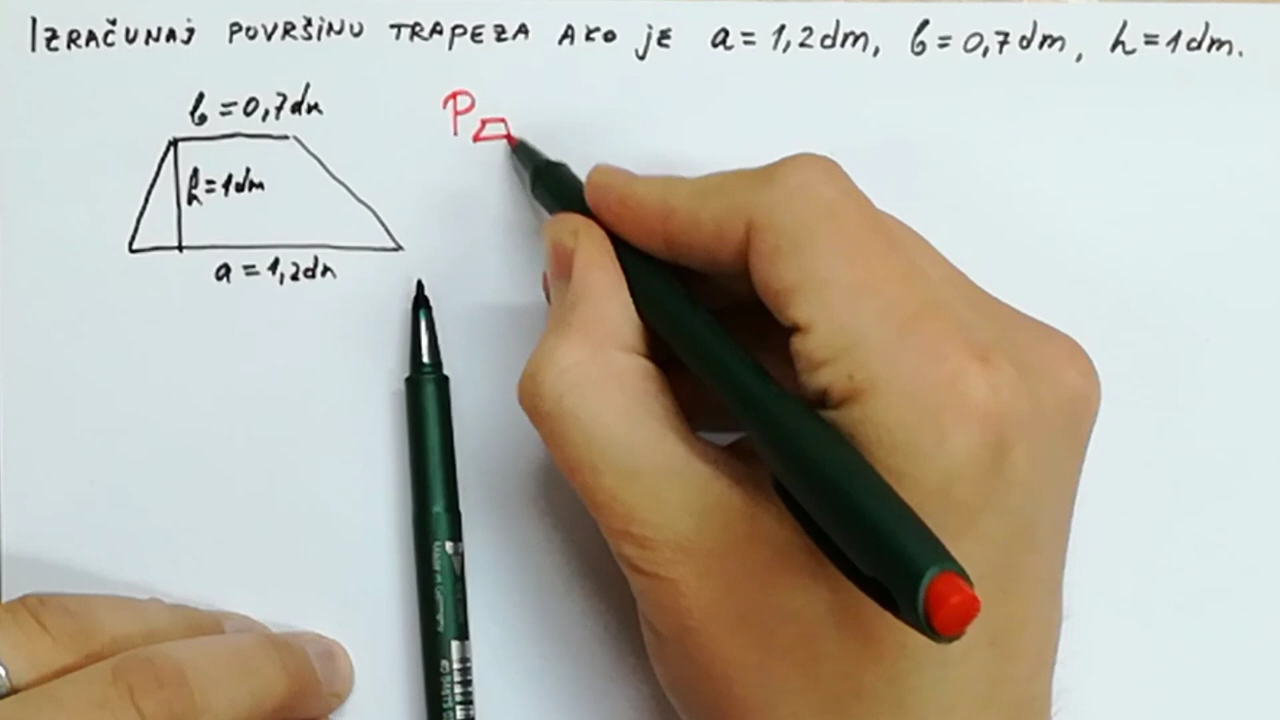 IZRAČUNAJ POVRŠINU TRAPEZA AKO JE a=1,2dm, b=0,7dm, h=1dm.
b=0,7dm
P
h=1dm
a=1,2dm